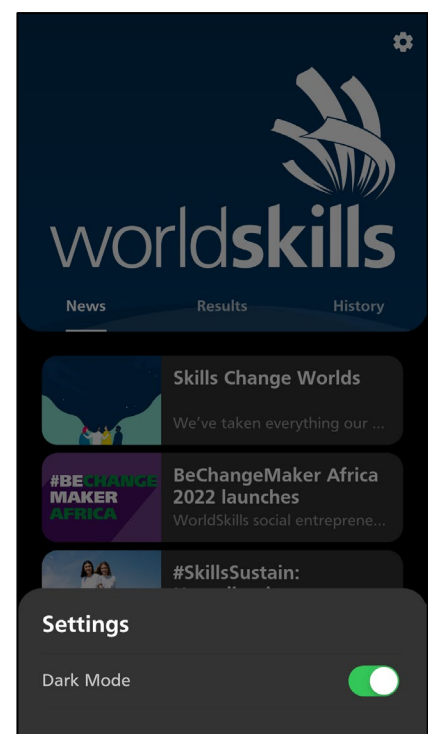 worldskills
News Results History
Skills Change Worlds
We've taken everything our ...
#BECHANGE
MAKER
AFRICA
BeChangeMaker Africa
2022 launches
WorldSkills social entreprene...
#SkillsSustain:
Settings
Dark Mode